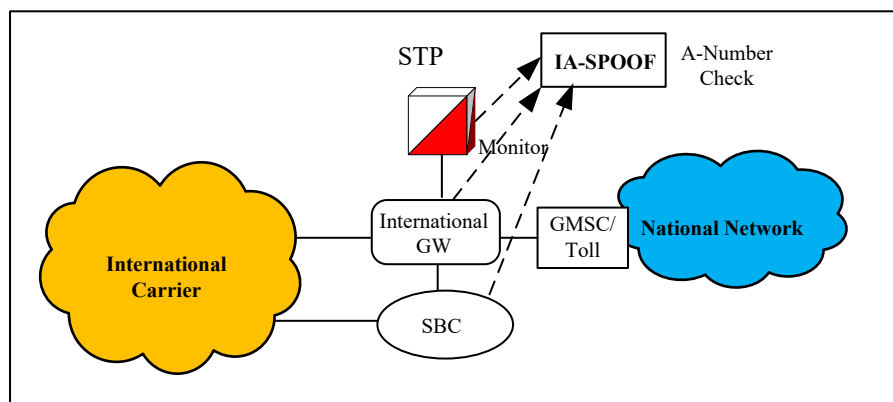 STP
IA-SPOOF
A-Number
Check
Monitor
International
GW
GMSC/
Toll
National Network
International
Carrier
SBC